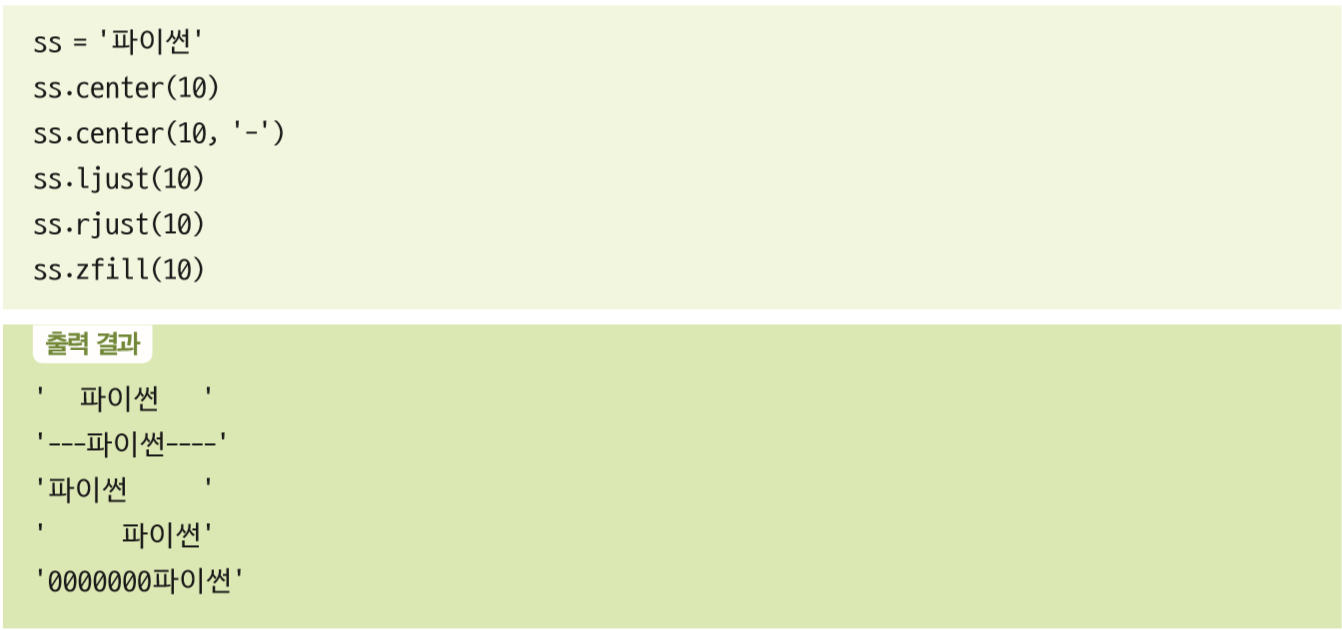 ss = '파이썬'
ss.center(10)
ss.center(10, '-')
ss.ljust(10)
ss.rjust(10)
ss.zfill(10)
출력 결과
'   파이썬    '
'---파이썬----'
'파이썬       '
'       파이썬'
'0000000파이썬'